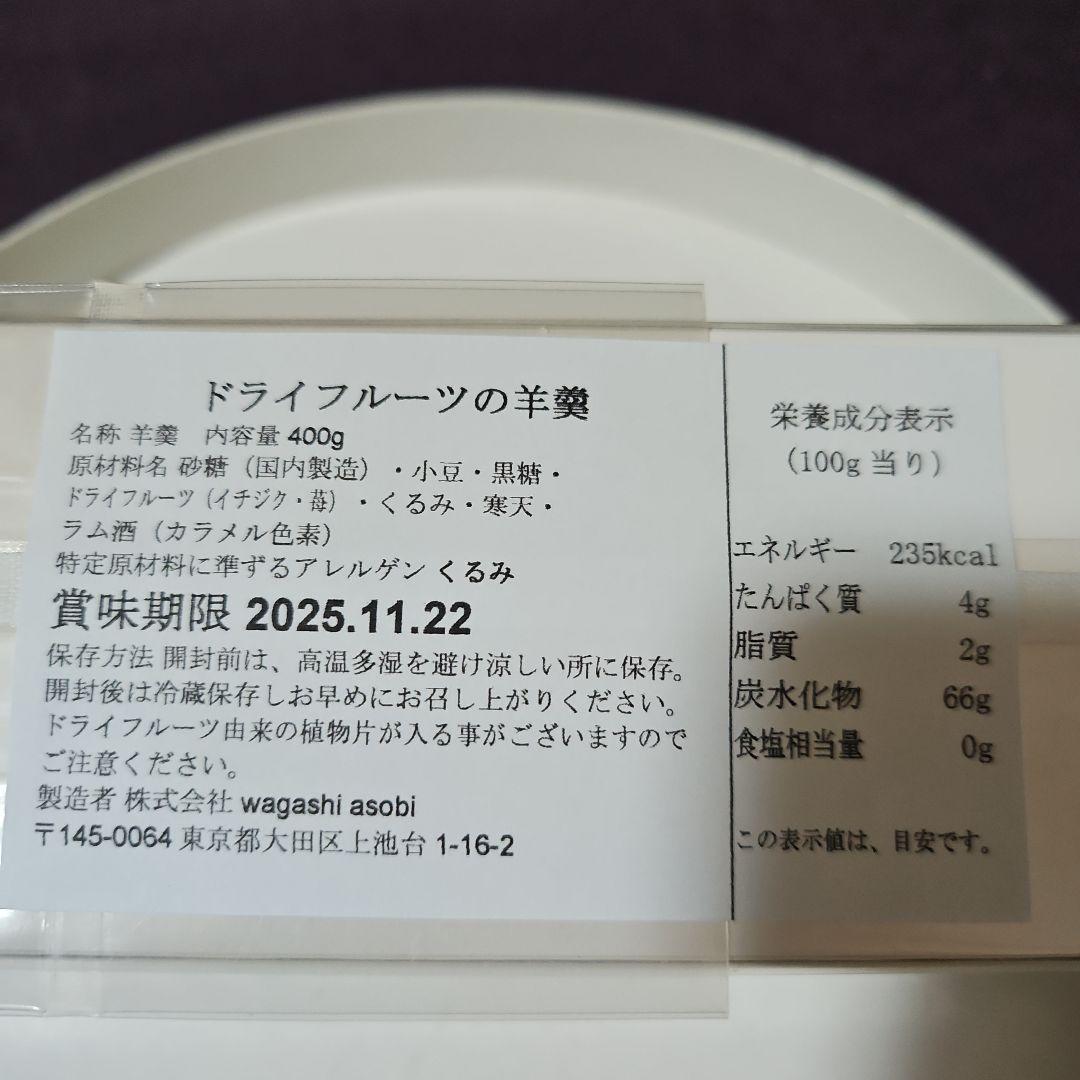 ドライフルーツの羊羹
名称 羊羹　内容量 400g
原材料名 砂糖（国内製造）・小豆・黒糖・
ドライフルーツ（イチジク・苺）・くるみ・寒天・
ラム酒（カラメル色素）
特定原材料に準ずるアレルゲン くるみ
賞味期限 2025.11.22
保存方法 開封前は、高温多湿を避け涼しい所に保存。
開封後は冷蔵保存しお早めにお召し上がりください。
ドライフルーツ由来の植物片が入る事がございますので
ご注意ください。
製造者 株式会社 wagashi asobi
〒145-0064 東京都大田区上池台 1-16-2
栄養成分表示
（100g 当り）
エネルギー 235kcal
たんぱく質 4g
脂質 2g
炭水化物 66g
食塩相当量 0g
この表示値は、目安です。